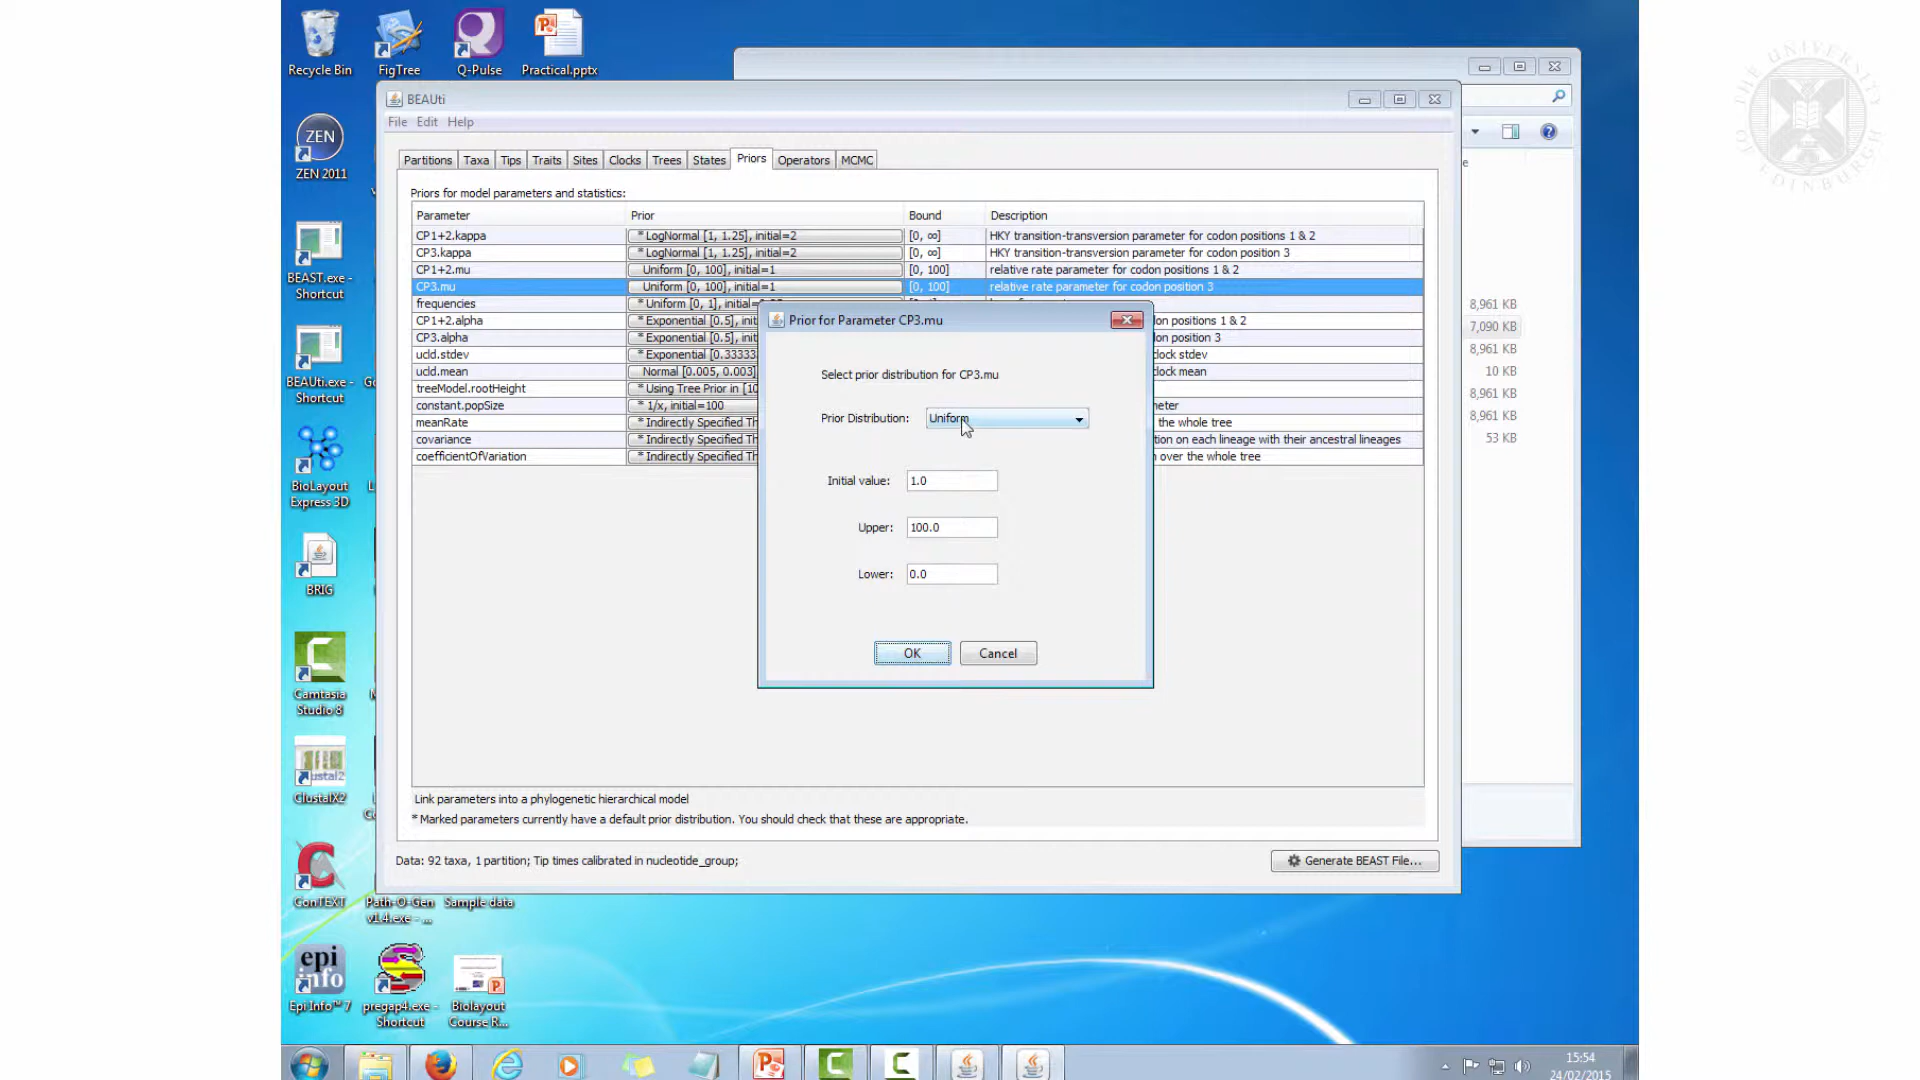 Recycle Bin
FigTree
Q-Pulse
Practical.pptx
THE UNIVERSITY
OF EDINBURGH
ZEN
ZEN 2011
BEAST.exe -
Shortcut
BEAUti.exe -
Shortcut
BioLayout
Express 3D
BRIG
Camtasia
Studio 8
ClustalX2
ConTEXT
Path-O-Gen
v1.4.exe - ...
Sample data
epi
info
Epi Info™ 7
pregap4.exe -
Shortcut
Biolayout
Course R...
BEAUti
File Edit Help
Partitions Taxa Tips Traits Sites Clocks Trees States Priors Operators MCMC
Priors for model parameters and statistics:
Parameter Prior Bound Description
CP1+2.kappa * LogNormal [1, 1.25], initial=2 [0, ∞] HKY transition-transversion parameter for codon positions 1 & 2
CP3.kappa * LogNormal [1, 1.25], initial=2 [0, ∞] HKY transition-transversion parameter for codon position 3
CP1+2.mu Uniform [0, 100], initial=1 [0, 100] relative rate parameter for codon positions 1 & 2
CP3.mu Uniform [0, 100], initial=1 [0, 100] relative rate parameter for codon position 3
frequencies * Uniform [0, 1],
CP1+2.alpha * Exponential [0.5], init on positions 1 & 2
CP3.alpha * Exponential [0.5], init on position 3
ucld.stdev * Exponential [0.33333. lock stdev
ucld.mean Normal [0.005, 0.003] lock mean
treeModel.rootHeight * Using Tree Prior in [10
constant.popSize * 1/x, initial=100 meter
meanRate * Indirectly Specified Th the whole tree
covariance * Indirectly Specified Th tion on each lineage with their ancestral lineages
coefficientOfVariation * Indirectly Specified Th n over the whole tree
Prior for Parameter CP3.mu
Select prior distribution for CP3.mu
Prior Distribution: Uniform
Initial value: 1.0
Upper: 100.0
Lower: 0.0
OK Cancel
Link parameters into a phylogenetic hierarchical model
* Marked parameters currently have a default prior distribution. You should check that these are appropriate.
Data: 92 taxa, 1 partition; Tip times calibrated in nucleotide_group;
Generate BEAST File...
8,961 KB
7,090 KB
8,961 KB
10 KB
8,961 KB
8,961 KB
53 KB
15:54
24/02/2015